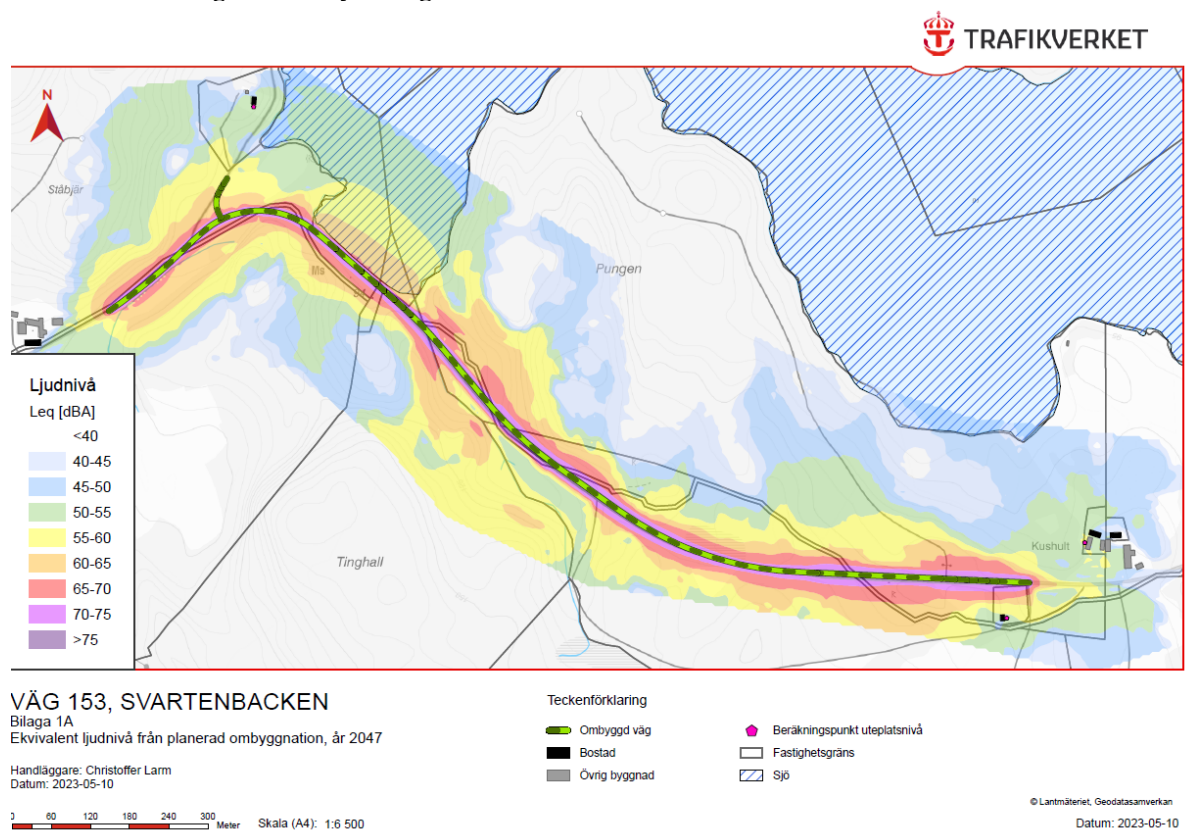 TRAFIKVERKET
N
Ståbjär
Ma
Pungen
Tinghall
Kushult
Ljudnivå
Leq [dBA]
<40
40-45
45-50
50-55
55-60
60-65
65-70
70-75
>75
VÄG 153, SVARTENBACKEN
Bilaga 1A
Ekvivalent ljudnivå från planerad ombyggnation, år 2047
Handläggare: Christoffer Larm
Datum: 2023-05-10
0 60 120 180 240 300
Meter Skala (A4): 1:6 500
Teckenförklaring
Ombyggd väg
Bostad
Övrig byggnad
Beräkningspunkt uteplatsnivå
Fastighetsgräns
Sjö
© Lantmäteriet, Geodatasamverkan
Datum: 2023-05-10